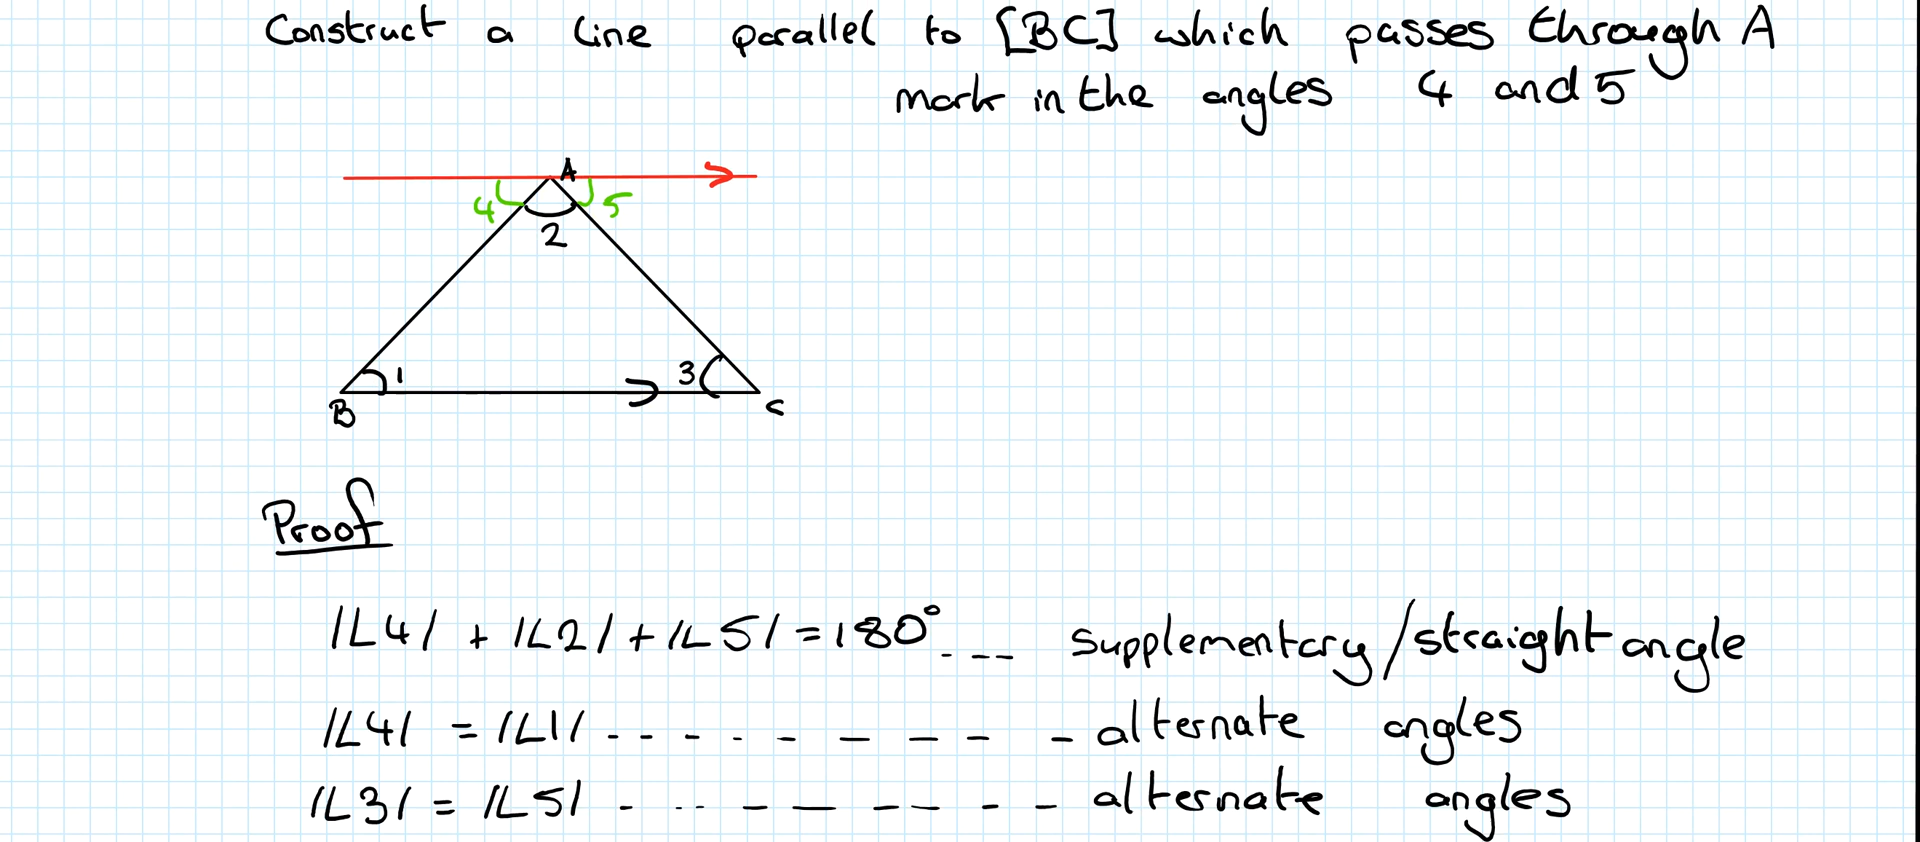 Construct a line parallel to [BC] which passes through A
mark in the angles 4 and 5
A
4 5
2
1 3
B C
Proof
|∠4| + |∠2| + |∠5| = 180° --- supplementary/straight angle
|∠4| = |∠1| --------- alternate angles
|∠3| = |∠5| --------- alternate angles